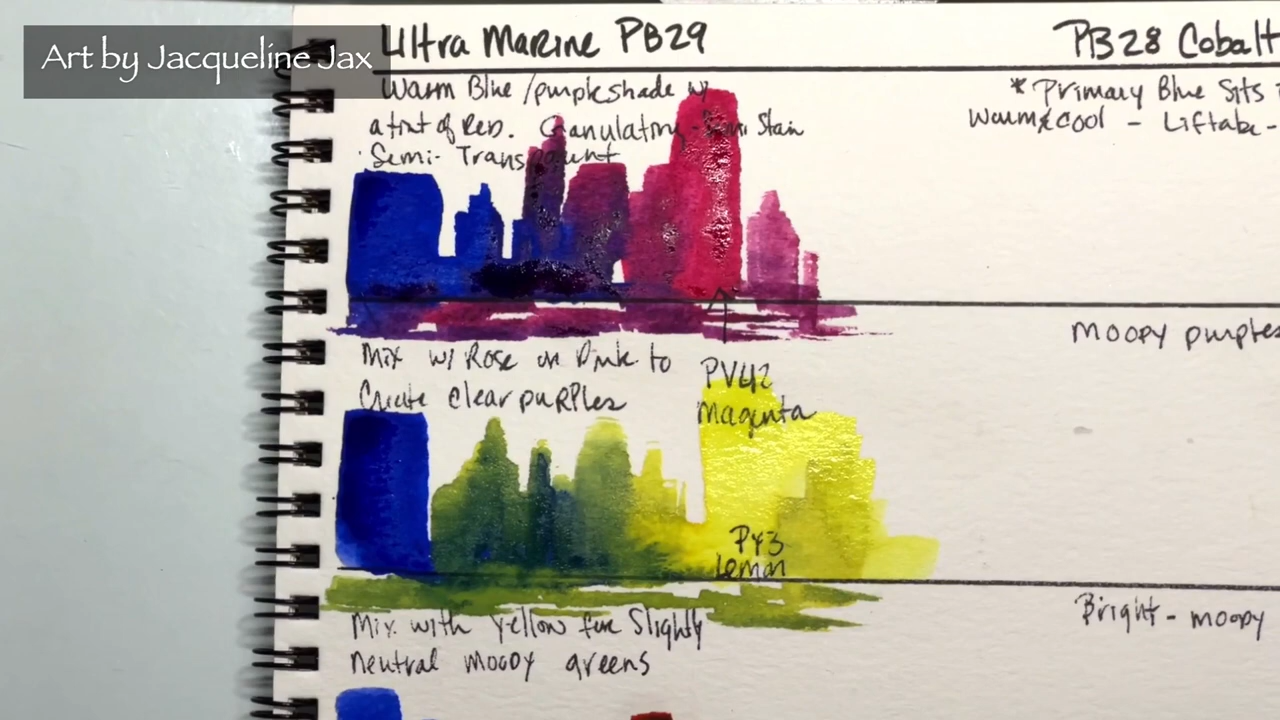 Art by Jacqueline Jax
Ultra Marine PB29
Warm Blue / purple shade w/
a tint of Red. Granulating - Semi Stain
Semi- Transparent
Mix w/ Rose or Pink to
Create clear purples
PV42
Magenta
PY3
Lemon
Mix with yellow for Slightly
neutral moody greens
PB28 Cobalt
* Primary Blue Sits
Warm & Cool - Liftable -
Moody purples
Bright - moody